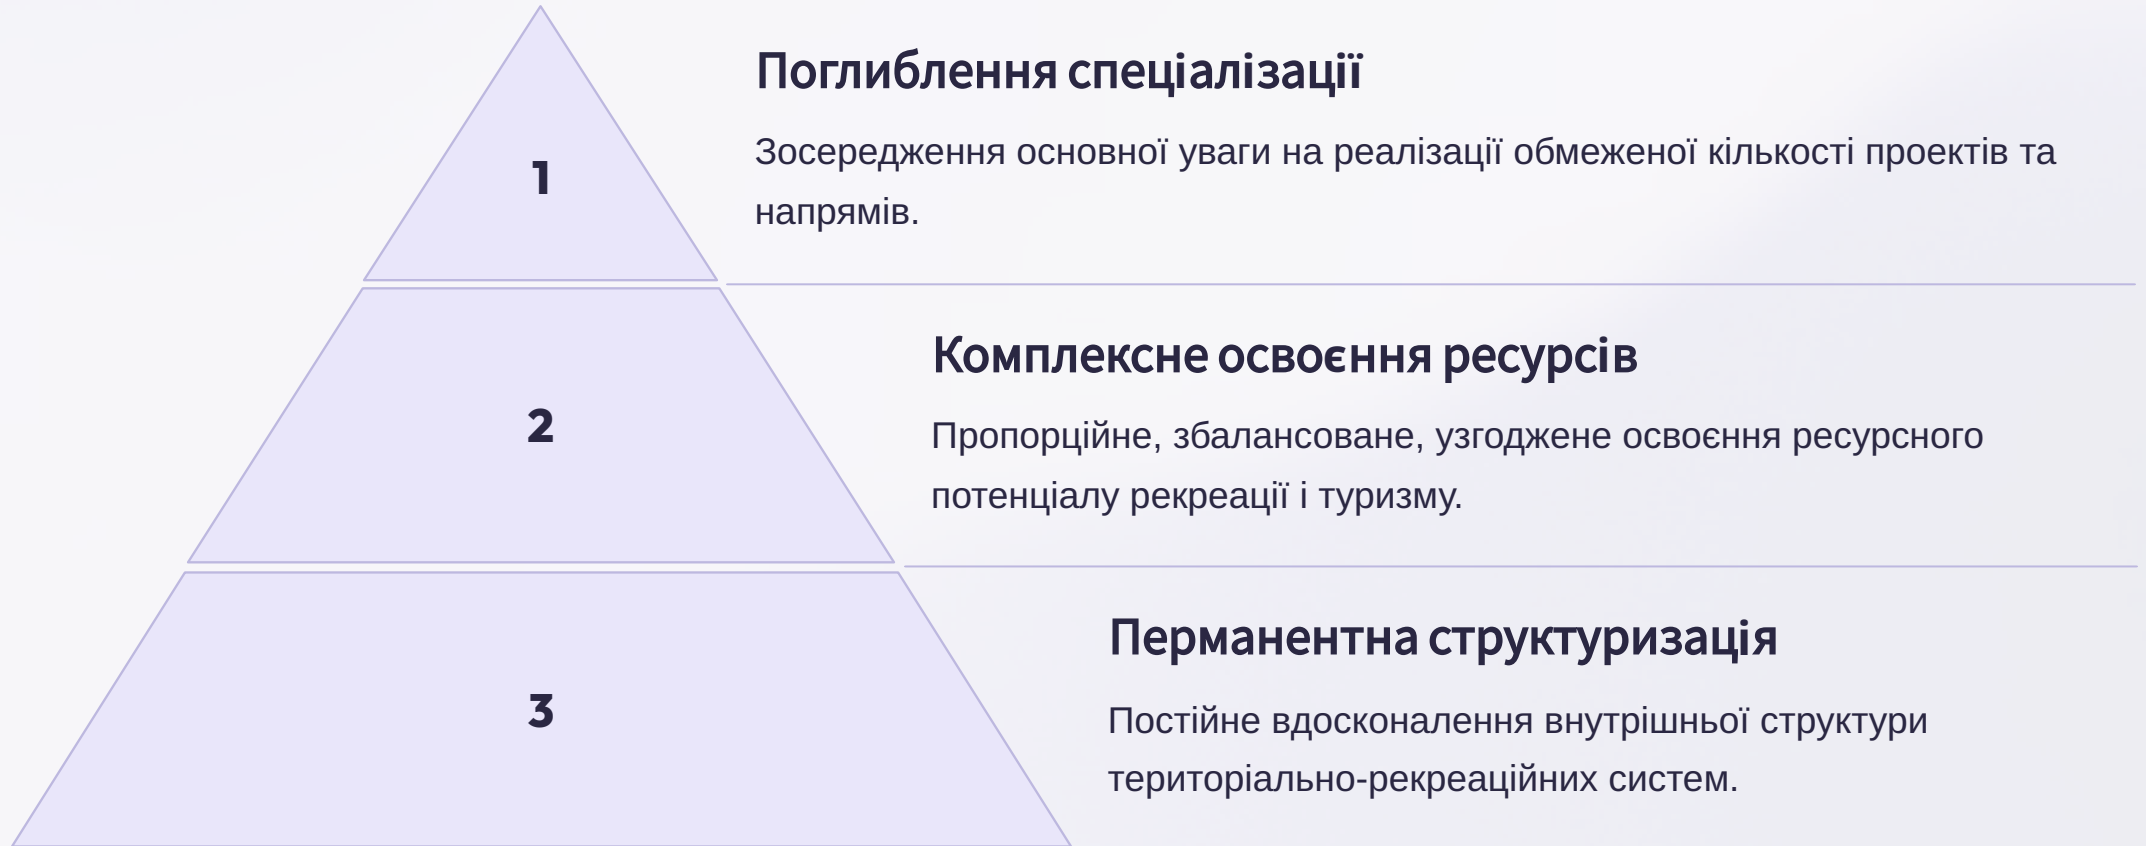 1
Поглиблення спеціалізації
Зосередження основної уваги на реалізації обмеженої кількості проектів та
напрямів.
2
Комплексне освоєння ресурсів
Пропорційне, збалансоване, узгоджене освоєння ресурсного
потенціалу рекреації і туризму.
3
Перманентна структуризація
Постійне вдосконалення внутрішньої структури
територіально-рекреаційних систем.